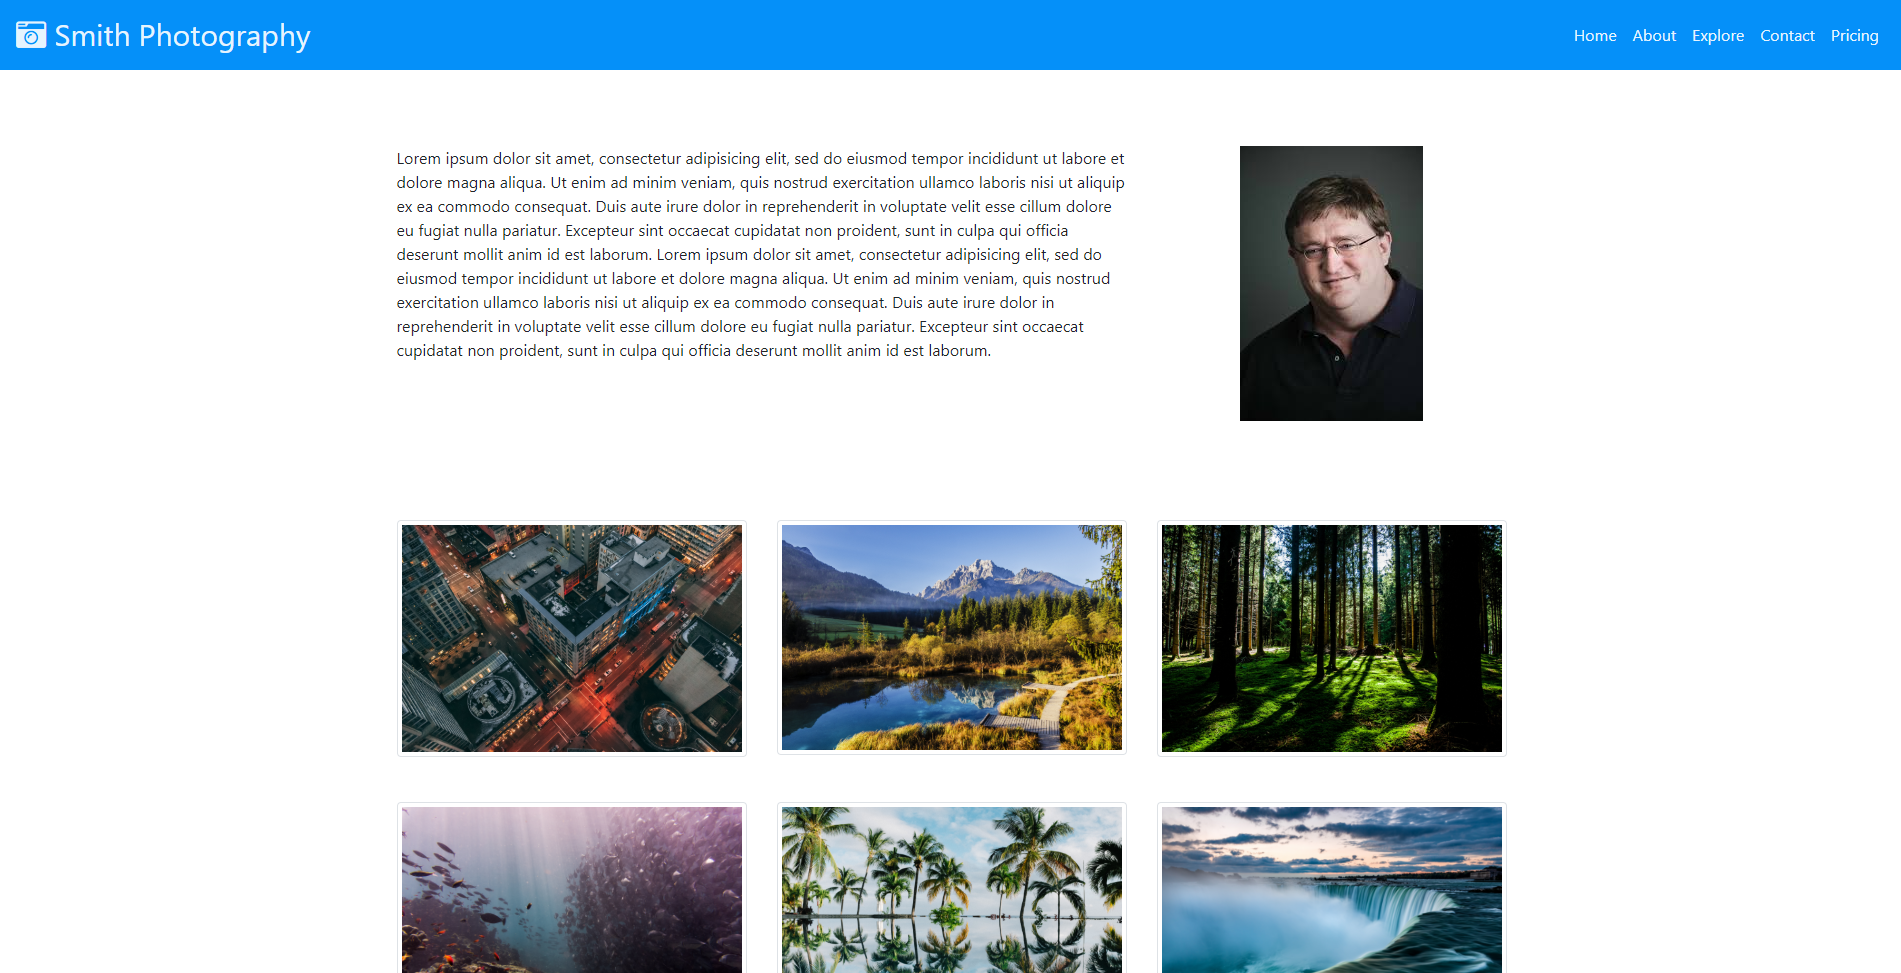 Smith Photography
Home About Explore Contact Pricing
Lorem ipsum dolor sit amet, consectetur adipisicing elit, sed do eiusmod tempor incididunt ut labore et
dolore magna aliqua. Ut enim ad minim veniam, quis nostrud exercitation ullamco laboris nisi ut aliquip
ex ea commodo consequat. Duis aute irure dolor in reprehenderit in voluptate velit esse cillum dolore
eu fugiat nulla pariatur. Excepteur sint occaecat cupidatat non proident, sunt in culpa qui officia
deserunt mollit anim id est laborum. Lorem ipsum dolor sit amet, consectetur adipisicing elit, sed do
eiusmod tempor incididunt ut labore et dolore magna aliqua. Ut enim ad minim veniam, quis nostrud
exercitation ullamco laboris nisi ut aliquip ex ea commodo consequat. Duis aute irure dolor in
reprehenderit in voluptate velit esse cillum dolore eu fugiat nulla pariatur. Excepteur sint occaecat
cupidatat non proident, sunt in culpa qui officia deserunt mollit anim id est laborum.